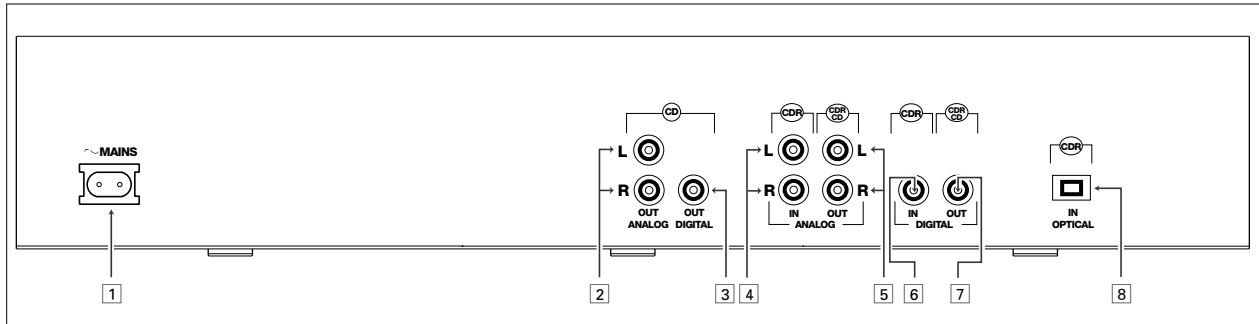 CD
CDR
CDR CD
CDR
CDR CD
CDR
~MAINS
L
L
L
R
R
R
OUT
ANALOG
OUT
DIGITAL
IN
OUT
ANALOG
IN
OUT
DIGITAL
IN
OPTICAL
1
2
3
4
5
6
7
8